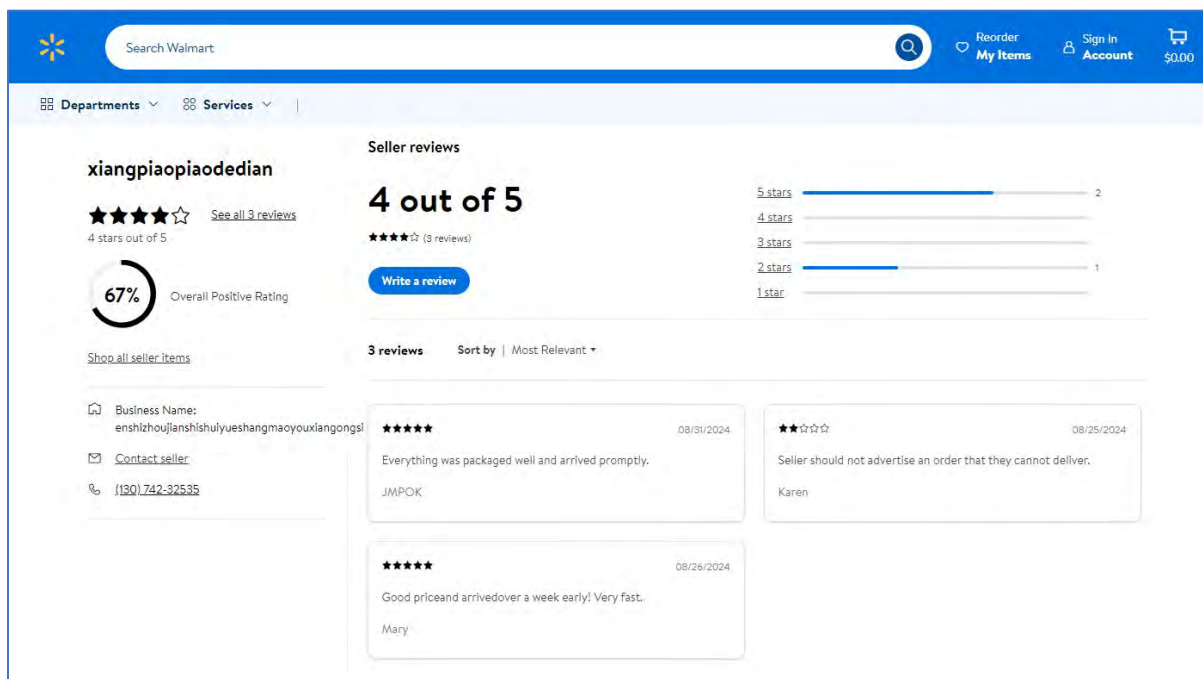 Search Walmart
Reorder
My Items
Sign In
Account
$0.00
Departments
Services
xiangpiaopiaodedian
See all 3 reviews
4 stars out of 5
67%
Overall Positive Rating
Shop all seller items
Business Name:
enshizhoujianshishuiyueshangmaoyouxiangongsi
Contact seller
(130) 742-32535
Seller reviews
4 out of 5
(3 reviews)
Write a review
5 stars 2
4 stars
3 stars
2 stars 1
1 star
3 reviews Sort by | Most Relevant
08/31/2024
Everything was packaged well and arrived promptly.
JMPOK
08/25/2024
Seller should not advertise an order that they cannot deliver.
Karen
08/26/2024
Good priceand arrivedover a week early! Very fast.
Mary